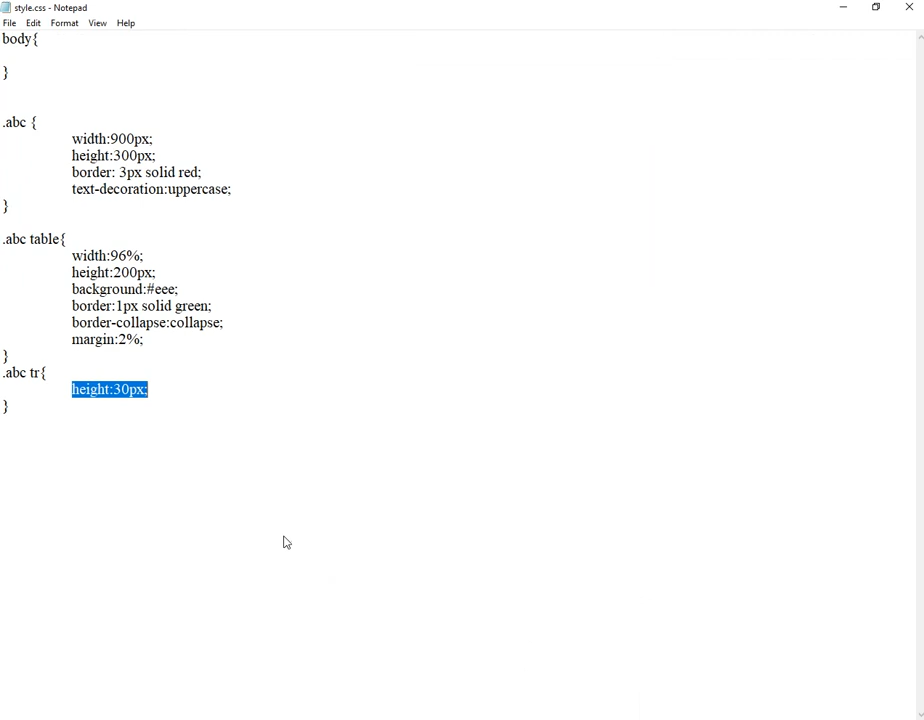 style.css - Notepad
File Edit Format View Help
body{
}
.abc {
width:900px;
height:300px;
border: 3px solid red;
text-decoration:uppercase;
}
.abc table{
width:96%;
height:200px;
background:#eee;
border:1px solid green;
border-collapse:collapse;
margin:2%;
}
.abc tr{
height:30px;
}